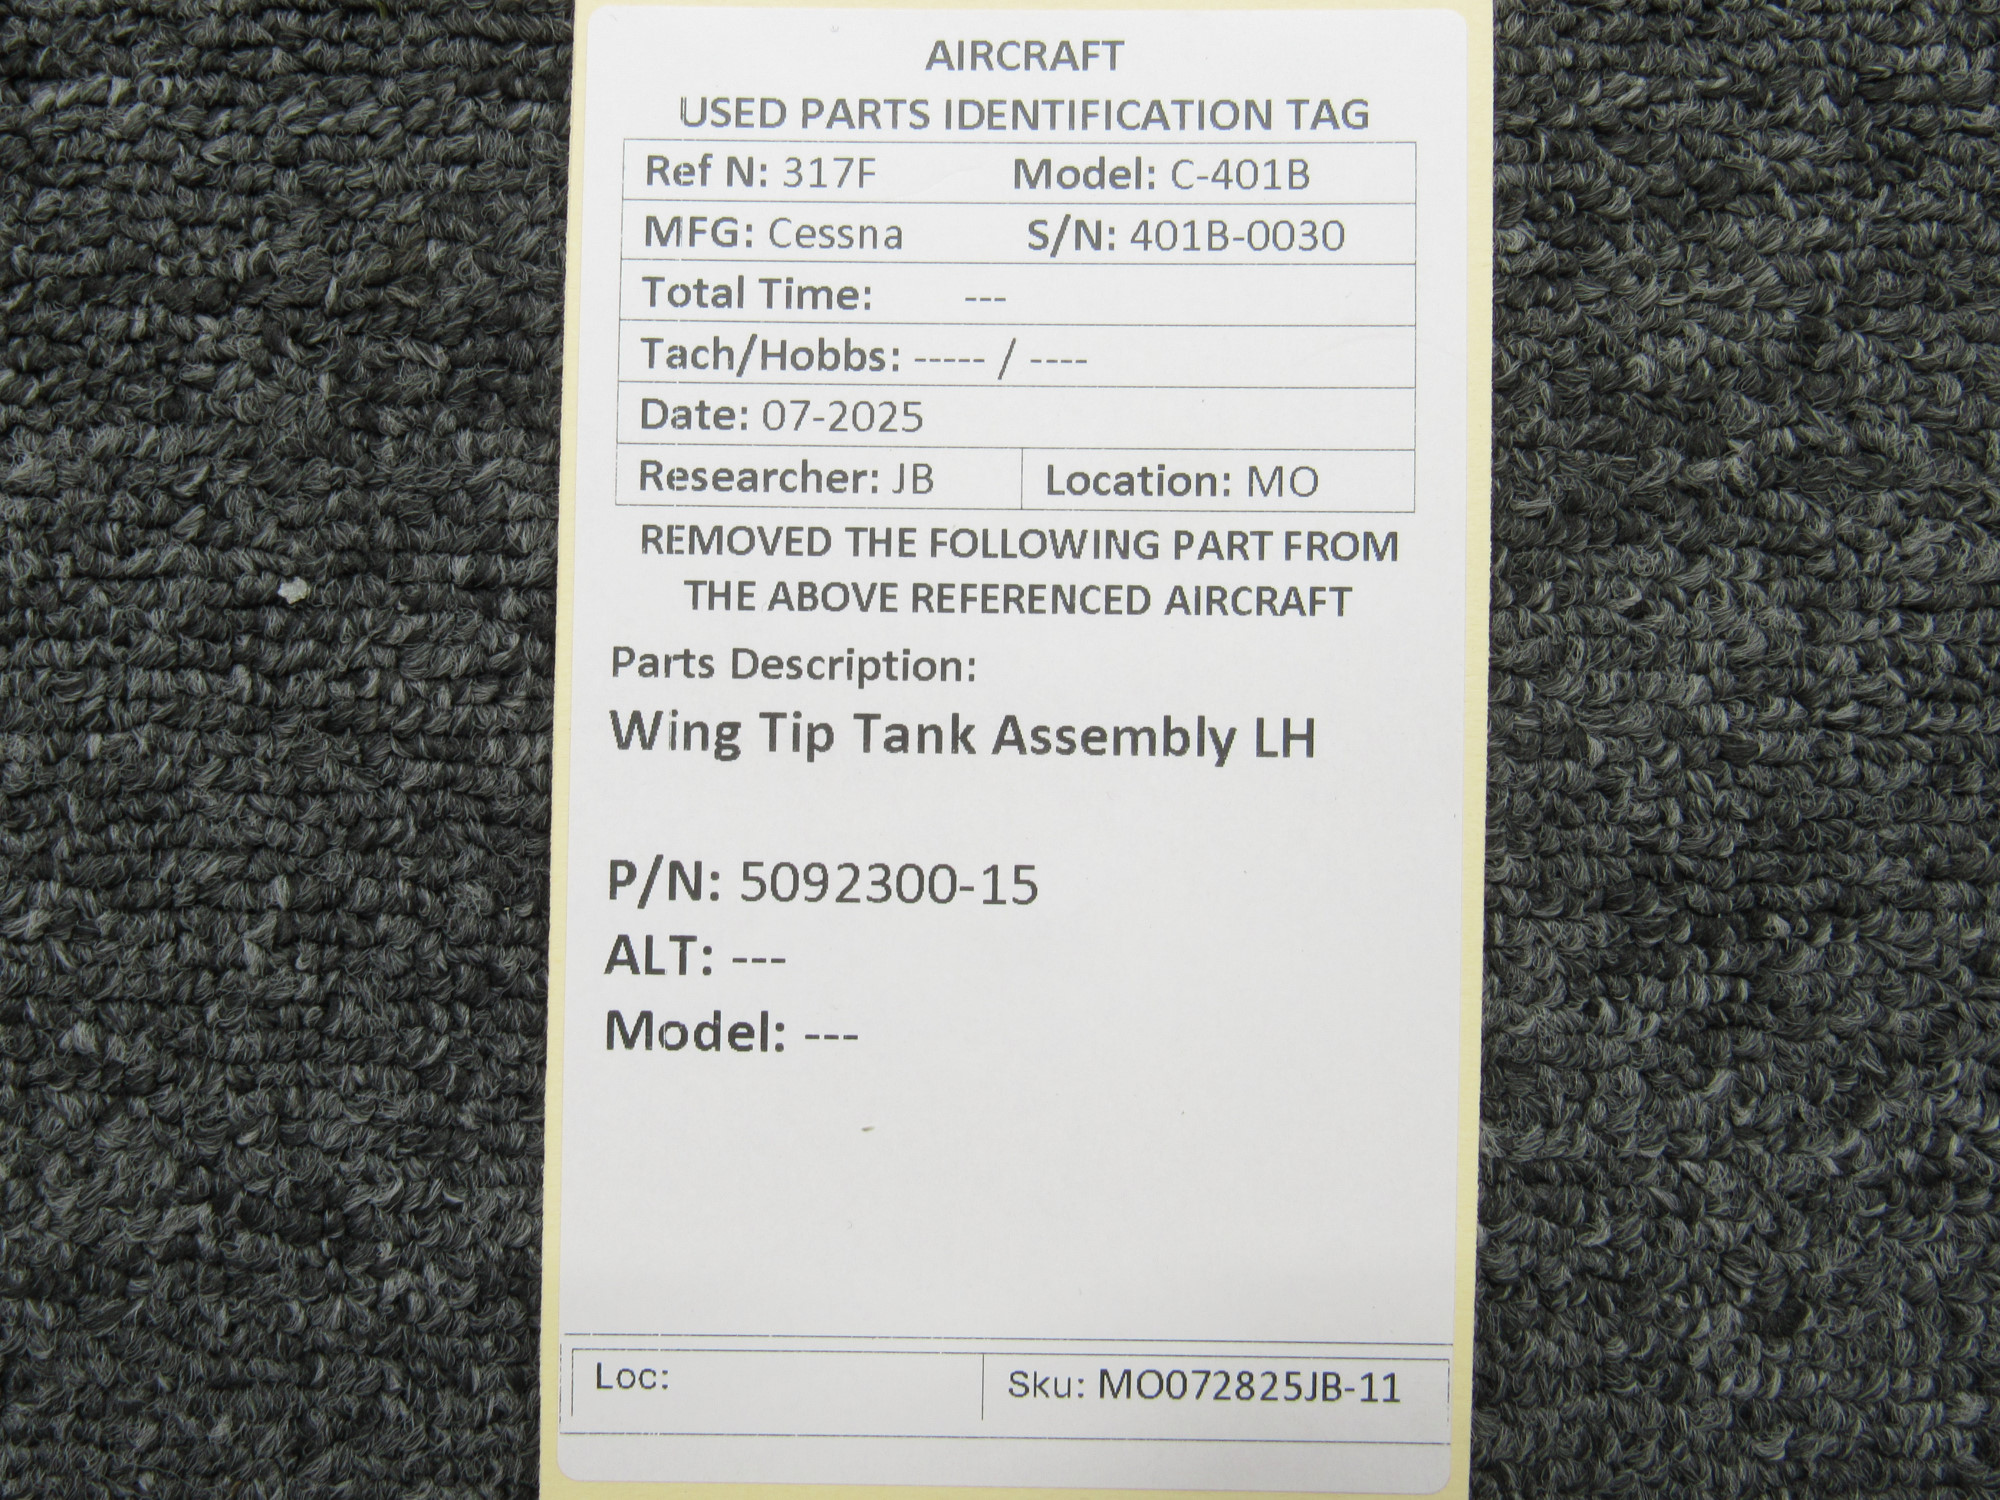 AIRCRAFT
USED PARTS IDENTIFICATION TAG
Ref N: 317F Model: C-401B
MFG: Cessna S/N: 401B-0030
Total Time: ---
Tach/Hobbs: ----- / ----
Date: 07-2025
Researcher: JB Location: MO
REMOVED THE FOLLOWING PART FROM
THE ABOVE REFERENCED AIRCRAFT
Parts Description:
Wing Tip Tank Assembly LH
P/N: 5092300-15
ALT: ---
Model: ---
Loc: Sku: MO072825JB-11